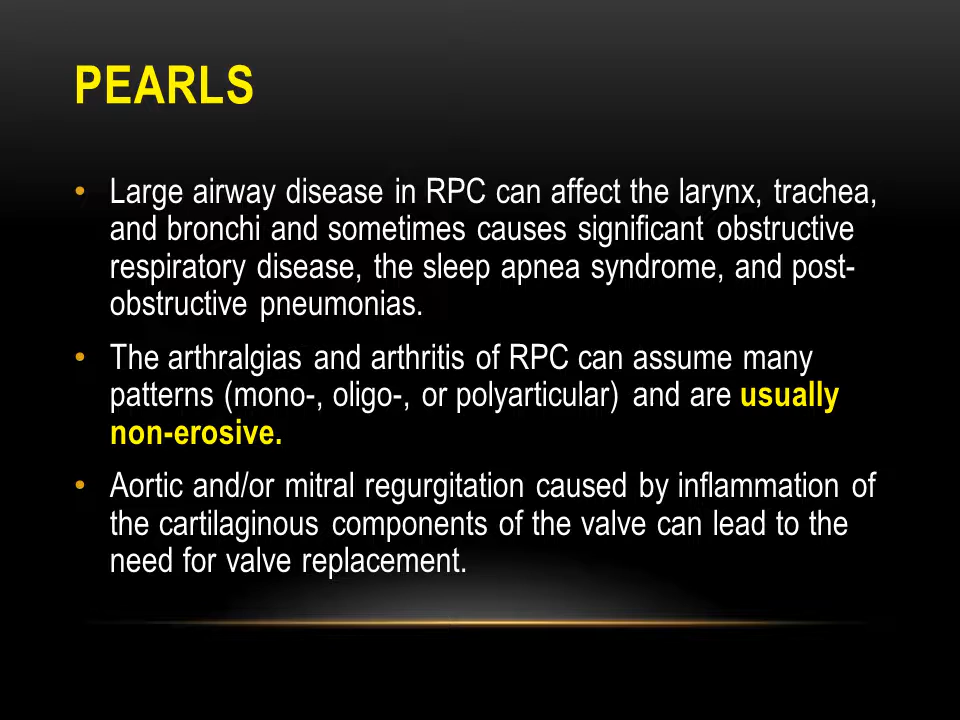 PEARLS
• Large airway disease in RPC can affect the larynx, trachea,
and bronchi and sometimes causes significant obstructive
respiratory disease, the sleep apnea syndrome, and post-
obstructive pneumonias.
• The arthralgias and arthritis of RPC can assume many
patterns (mono-, oligo-, or polyarticular) and are usually
non-erosive.
• Aortic and/or mitral regurgitation caused by inflammation of
the cartilaginous components of the valve can lead to the
need for valve replacement.